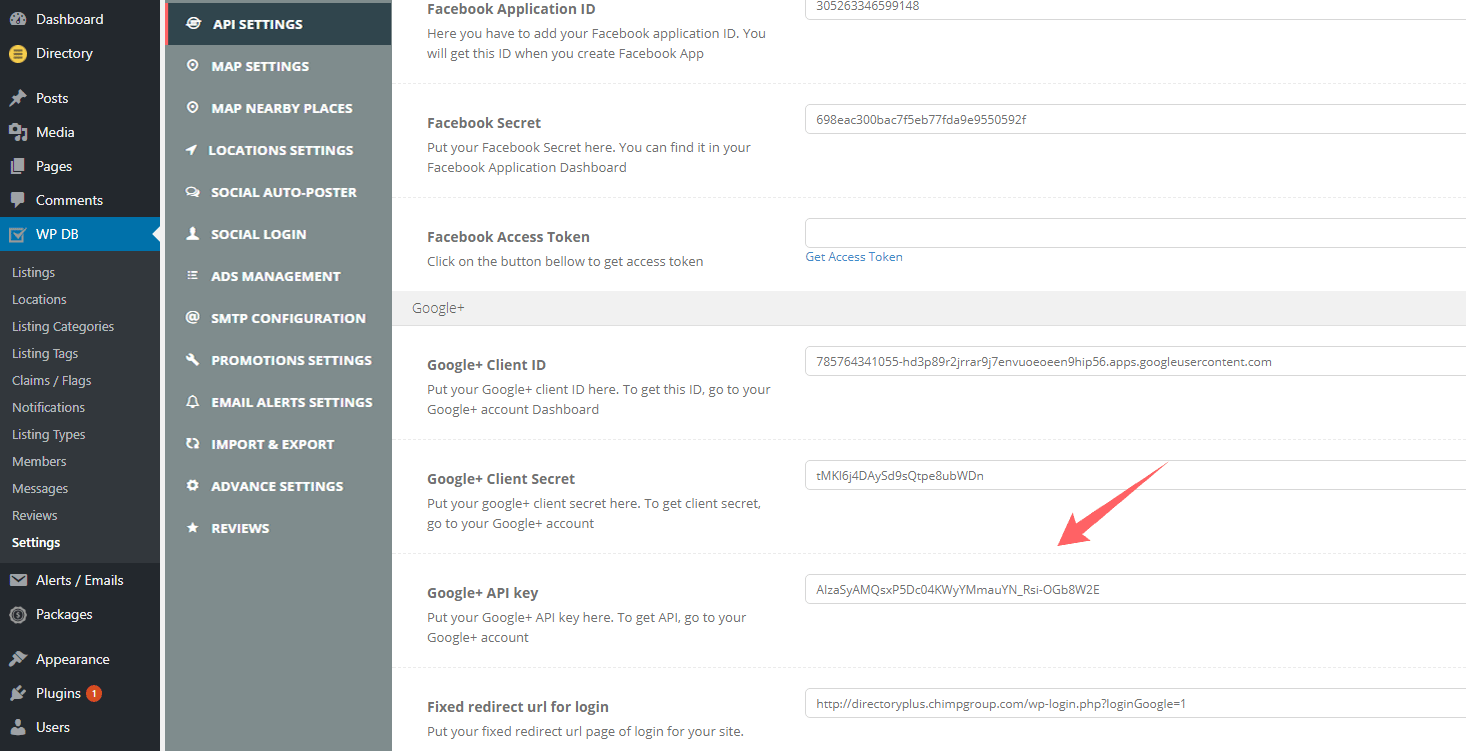 Dashboard
Directory
Posts
Media
Pages
Comments
WP DB
Listings
Locations
Listing Categories
Listing Tags
Claims / Flags
Notifications
Listing Types
Members
Messages
Reviews
Settings
Alerts / Emails
Packages
Appearance
Plugins 1
Users
API SETTINGS
MAP SETTINGS
MAP NEARBY PLACES
LOCATIONS SETTINGS
SOCIAL AUTO-POSTER
SOCIAL LOGIN
ADS MANAGEMENT
SMTP CONFIGURATION
PROMOTIONS SETTINGS
EMAIL ALERTS SETTINGS
IMPORT & EXPORT
ADVANCE SETTINGS
REVIEWS
Facebook Application ID
Here you have to add your Facebook application ID. You
will get this ID when you create Facebook App
305263346599148
Facebook Secret
Put your Facebook Secret here. You can find it in your
Facebook Application Dashboard
698eac300bac7f5eb77fda9e9550592f
Facebook Access Token
Click on the button bellow to get access token
Get Access Token
Google+
Google+ Client ID
Put your Google+ client ID here. To get this ID, go to your
Google+ account Dashboard
785764341055-hd3p89r2jrrar9j7envuoeoeen9hip56.apps.googleusercontent.com
Google+ Client Secret
Put your google+ client secret here. To get client secret,
go to your Google+ account
tMKl6j4DAySd9sQtpe8ubWDn
Google+ API key
Put your Google+ API key here. To get API, go to your
Google+ account
AIzaSyAMQsxP5Dc04KWyYMmauYN_Rsi-OGb8W2E
Fixed redirect url for login
Put your fixed redirect url page of login for your site.
http://directoryplus.chimpgroup.com/wp-login.php?loginGoogle=1